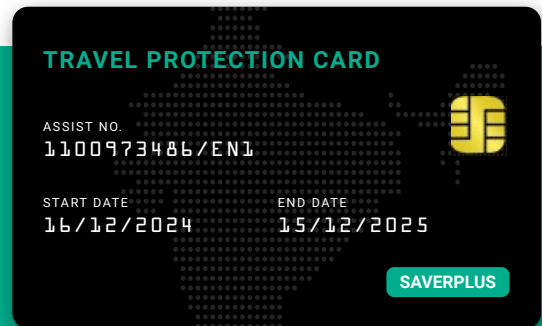 TRAVEL PROTECTION CARD
ASSIST NO.
1100973486/EN1
START DATE
16/12/2024
END DATE
15/12/2025
SAVERPLUS